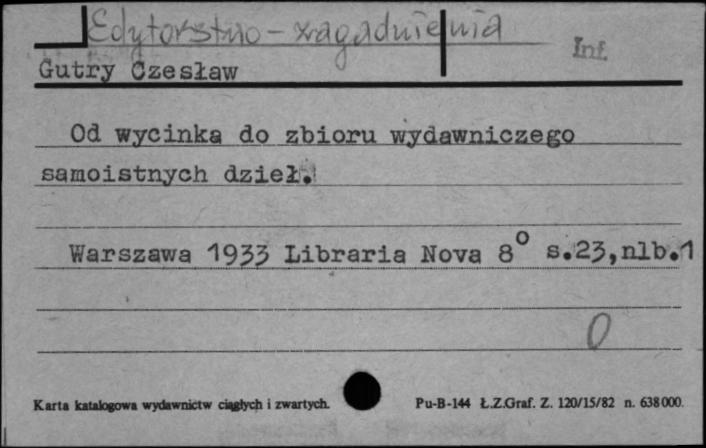 Edytorstwo - zagadnienia
Inf.
Gutry Czesław
Od wycinka do zbioru wydawniczego
samoistnych dzieł.
Warszawa 1933 Libraria Nova 8° s.23,nlb.1
0
Karta katalogowa wydawnictw ciągłych i zwartych.
Pu-B-144 Ł.Z.Graf. Z. 120/15/82 n. 638000.